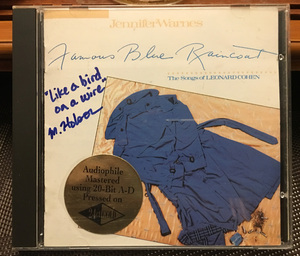 Jennifer Warnes
Famous Blue Raincoat
The Songs of LEONARD COHEN
"Like a bird
on a wire"
Audiophile
Mastered
using 20-Bit A-D
Pressed on